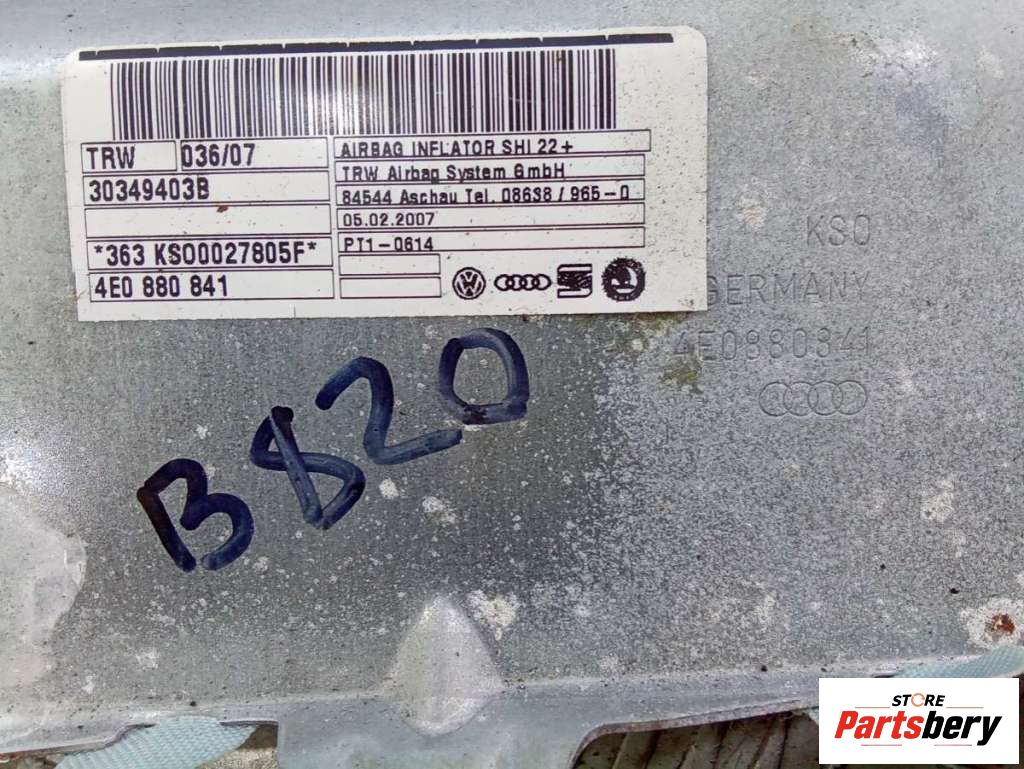 TRW 036/07
30349403B
*363 KS00027805F*
4E0 880 841
AIRBAG INFLATOR SHI 22+
TRW Airbag System GmbH
84544 Aschau Tel. 08638 / 965-0
05.02.2007
PT1-0614
KSO
GERMANY
4E0880841
B820
STORE
Partsbery